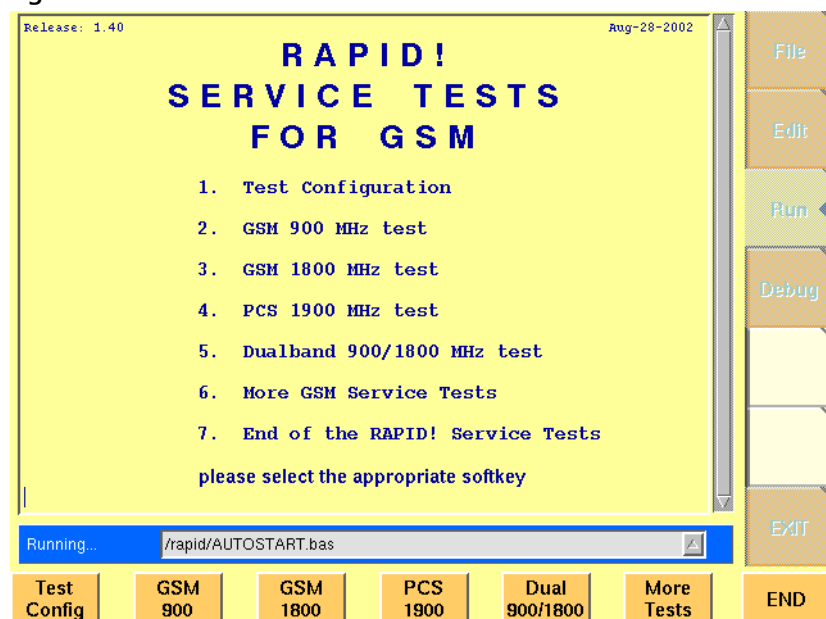 Release: 1.40
Aug-28-2002
RAPID!
SERVICE TESTS
FOR GSM
1. Test Configuration
2. GSM 900 MHz test
3. GSM 1800 MHz test
4. PCS 1900 MHz test
5. Dualband 900/1800 MHz test
6. More GSM Service Tests
7. End of the RAPID! Service Tests
please select the appropriate softkey
Running...
/rapid/AUTOSTART.bas
File
Edit
Run
Debug
EXIT
Test
Config
GSM
900
GSM
1800
PCS
1900
Dual
900/1800
More
Tests
END